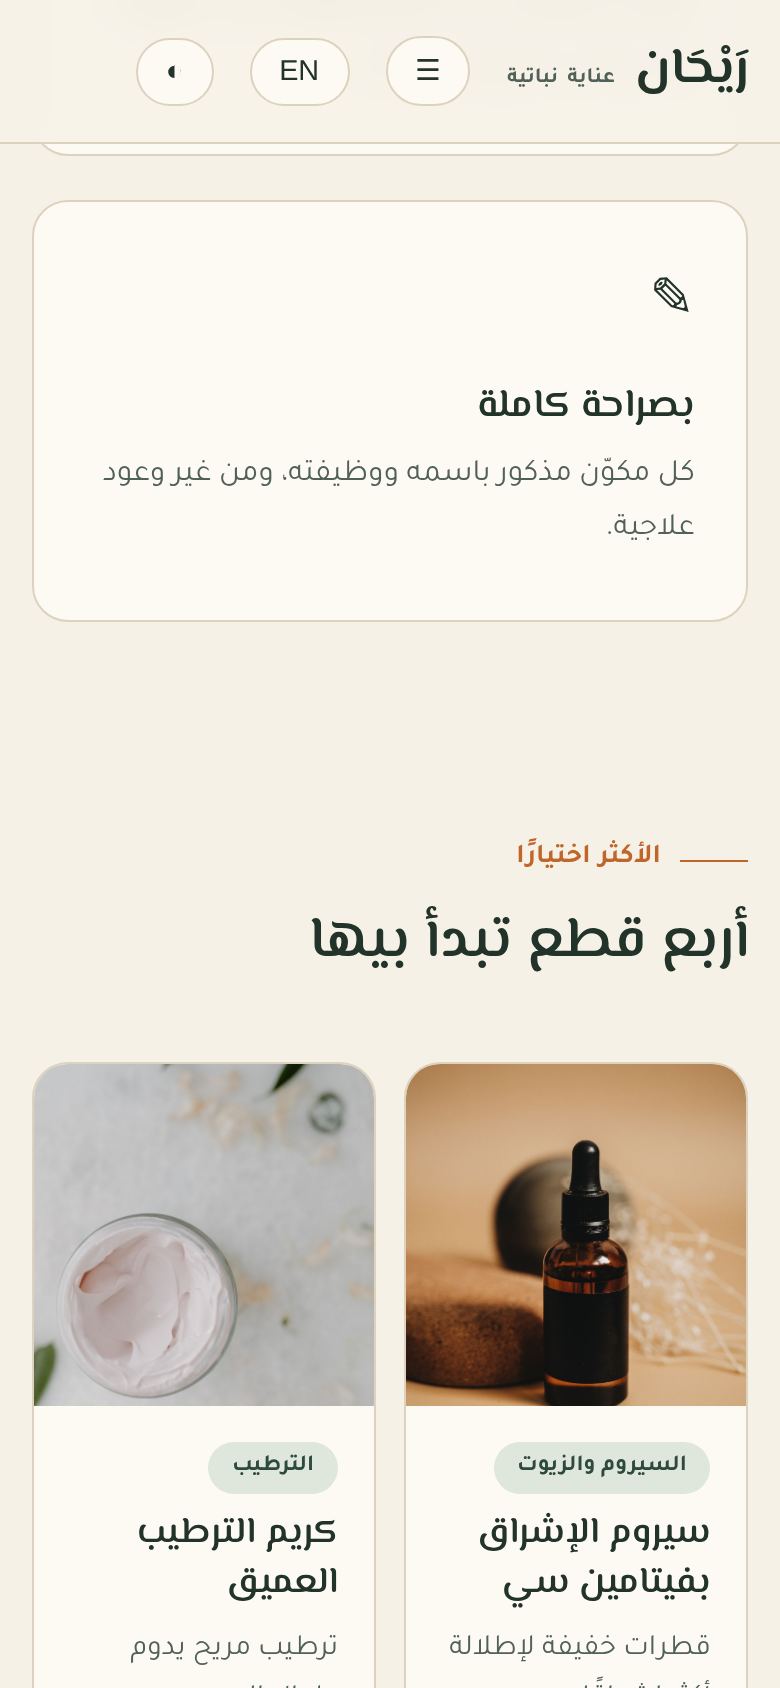 رَيْحَان عناية نباتية ☰ EN
بصراحة كاملة
كل مكوّن مذكور باسمه ووظيفته، ومن غير وعود
علاجية.
الأكثر اختيارًا
أربع قطع تبدأ بيها
السيروم والزيوت
سيروم الإشراق
بفيتامين سي
قطرات خفيفة لإطلالة
الترطيب
كريم الترطيب
العميق
ترطيب مريح يدوم